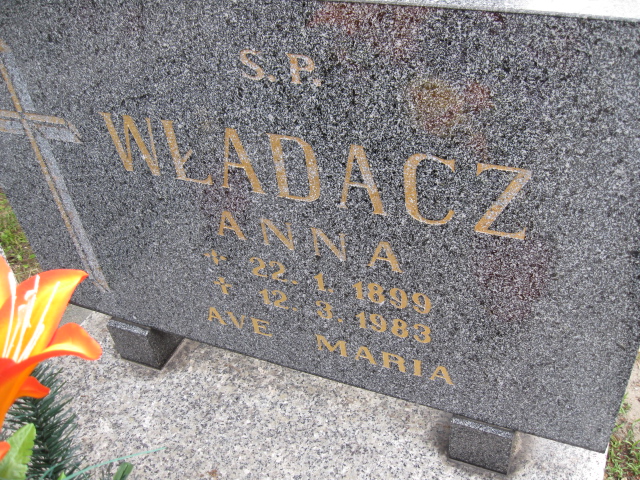 S. P.
WŁADACZ
ANNA
* 22-1. 1899
† 12-3. 1983
AVE MARIA